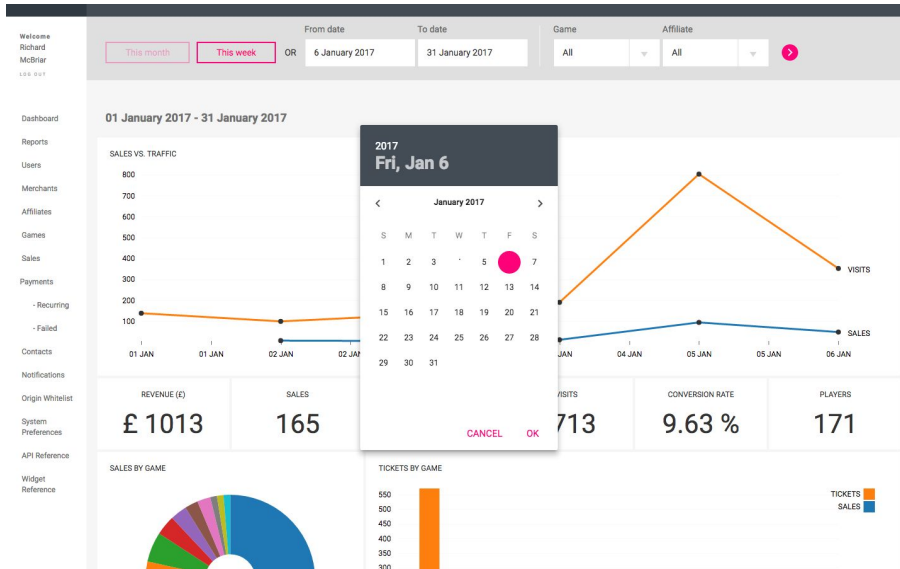 Welcome
Richard
McBriar
LOG OUT
Dashboard
Reports
Users
Merchants
Affiliates
Games
Sales
Payments
- Recurring
- Failed
Contacts
Notifications
Origin Whitelist
System
Preferences
API Reference
Widget
Reference
From date
To date
Game
Affiliate
This month
This week
OR
6 January 2017
31 January 2017
All
All
01 January 2017 - 31 January 2017
SALES VS. TRAFFIC
800
700
600
500
400
300
200
100
01 JAN
01 JAN
02 JAN
02 JAN
JAN
04 JAN
05 JAN
05 JAN
06 JAN
VISITS
SALES
2017
Fri, Jan 6
January 2017
S M T W T F S
1 2 3 5 7
8 9 10 11 12 13 14
15 16 17 18 19 20 21
22 23 24 25 26 27 28
29 30 31
CANCEL OK
REVENUE (£)
£ 1013
SALES
165
VISITS
713
CONVERSION RATE
9.63 %
PLAYERS
171
SALES BY GAME
TICKETS BY GAME
550
500
450
400
350
300
TICKETS
SALES